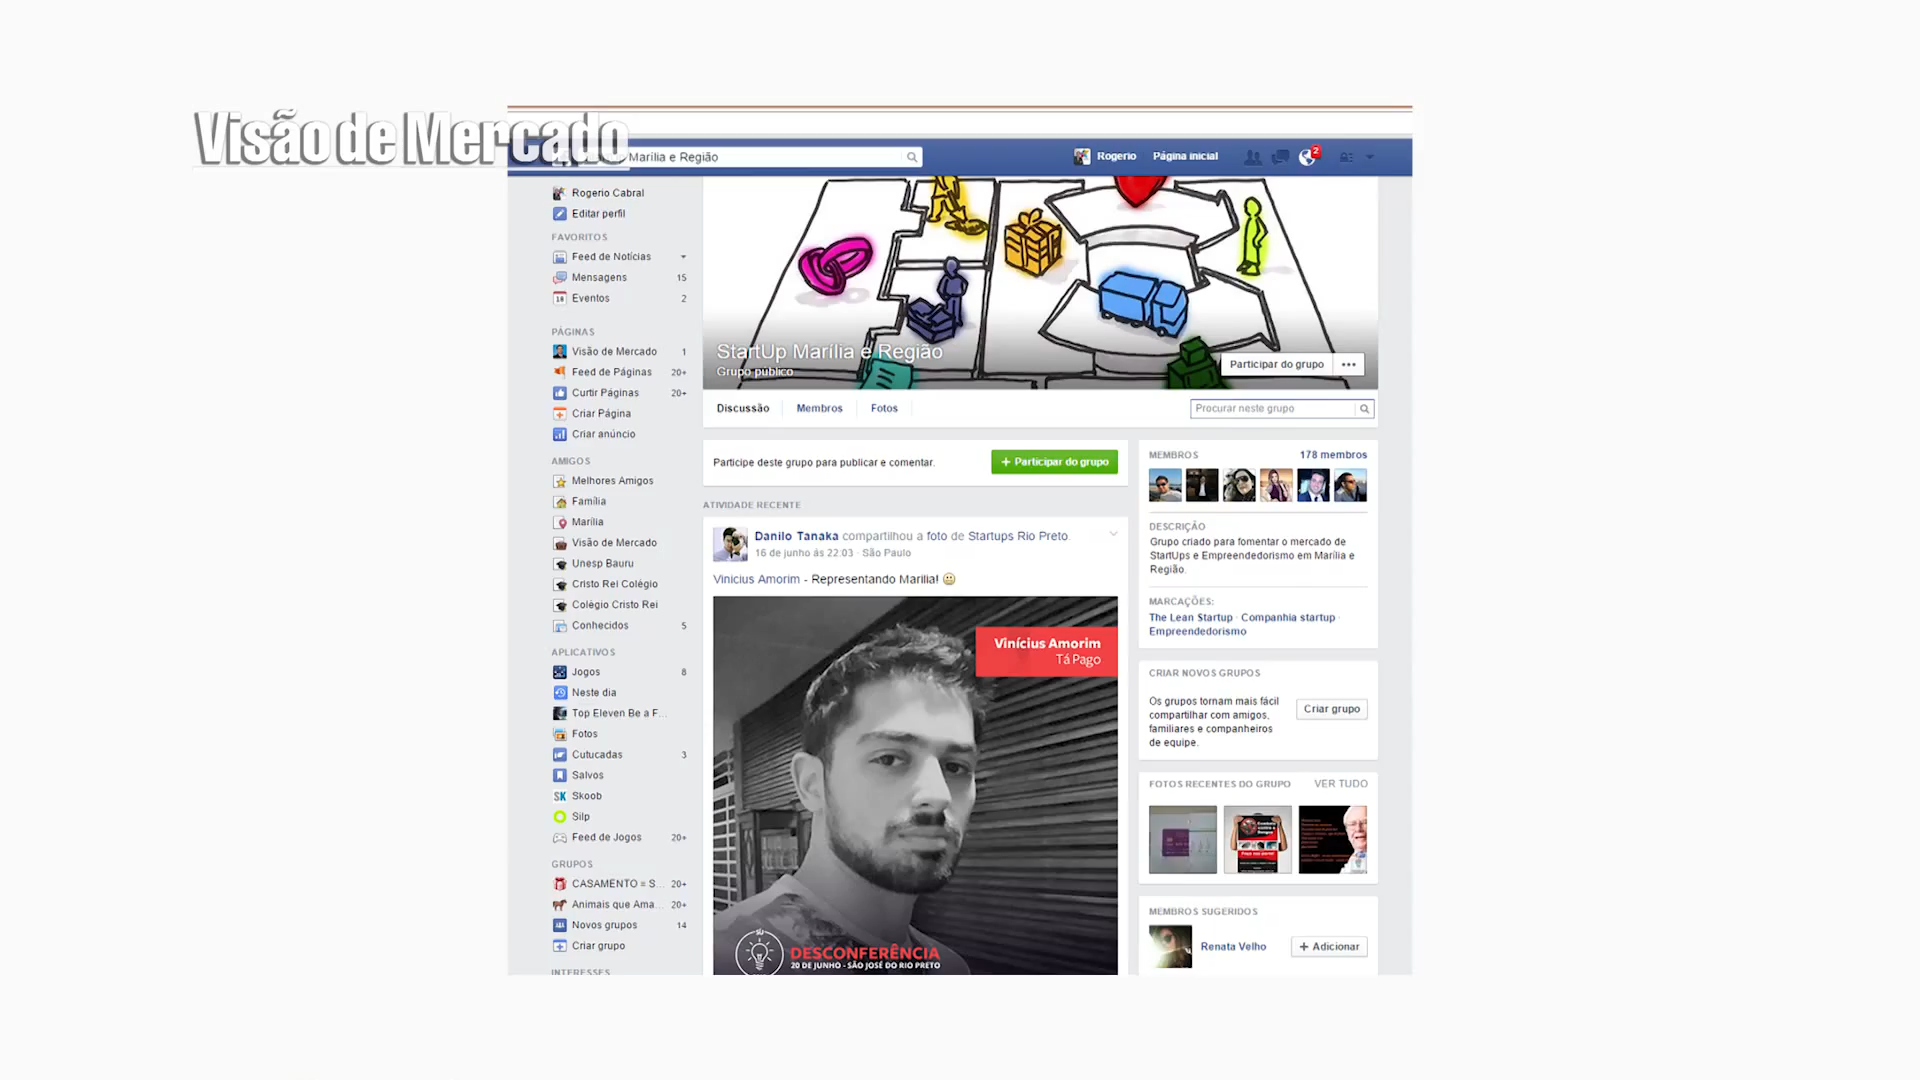 Visão de Mercado
Marília e Região
Rogerio
Página inicial
2
Rogerio Cabral
Editar perfil
FAVORITOS
Feed de Notícias
Mensagens 15
Eventos 2
PÁGINAS
Visão de Mercado 1
Feed de Páginas 20+
Curtir Páginas 20+
Criar Página
Criar anúncio
AMIGOS
Melhores Amigos
Família
Marília
Visão de Mercado
Unesp Bauru
Cristo Rei Colégio
Colégio Cristo Rei
Conhecidos 5
APLICATIVOS
Jogos 8
Neste dia
Top Eleven Be a F...
Fotos
Cutucadas 3
Salvos
SK Skoob
Silp
Feed de Jogos 20+
GRUPOS
CASAMENTO = S... 20+
Animais que Ama... 20+
Novos grupos 14
Criar grupo
INTERESSES
StartUp Marília e Região
Grupo público
Participar do grupo
Discussão
Membros
Fotos
Procurar neste grupo
Participe deste grupo para publicar e comentar.
+ Participar do grupo
ATIVIDADE RECENTE
Danilo Tanaka compartilhou a foto de Startups Rio Preto
16 de junho ás 22:03 · São Paulo
Vinicius Amorim - Representando Marilia!
Vinícius Amorim
Tá Pago
SU
DESCONFERÊNCIA
20 DE JUNHO - SÃO JOSÉ DO RIO PRETO
MEMBROS 178 membros
DESCRIÇÃO
Grupo criado para fomentar o mercado de
StartUps e Empreendedorismo em Marília e
Região.
MARCAÇÕES:
The Lean Startup · Companhia startup ·
Empreendedorismo
CRIAR NOVOS GRUPOS
Os grupos tornam mais fácil
compartilhar com amigos,
familiares e companheiros
de equipe.
Criar grupo
FOTOS RECENTES DO GRUPO VER TUDO
MEMBROS SUGERIDOS
Renata Velho
+ Adicionar